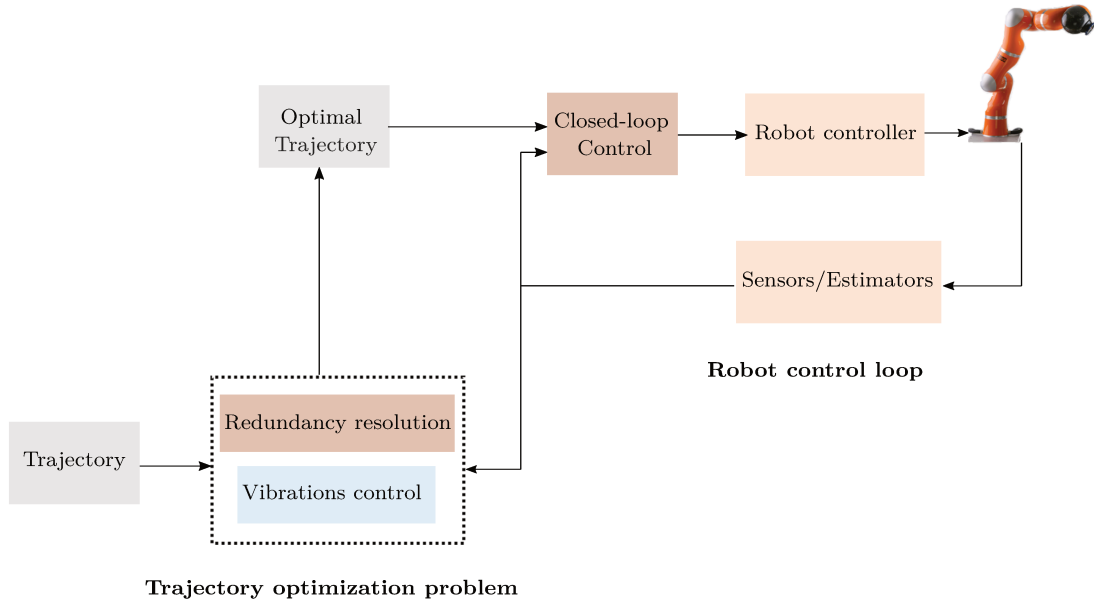 Optimal
Trajectory
Closed-loop
Control
Robot controller
Sensors/Estimators
Robot control loop
Redundancy resolution
Trajectory
Vibrations control
Trajectory optimization problem